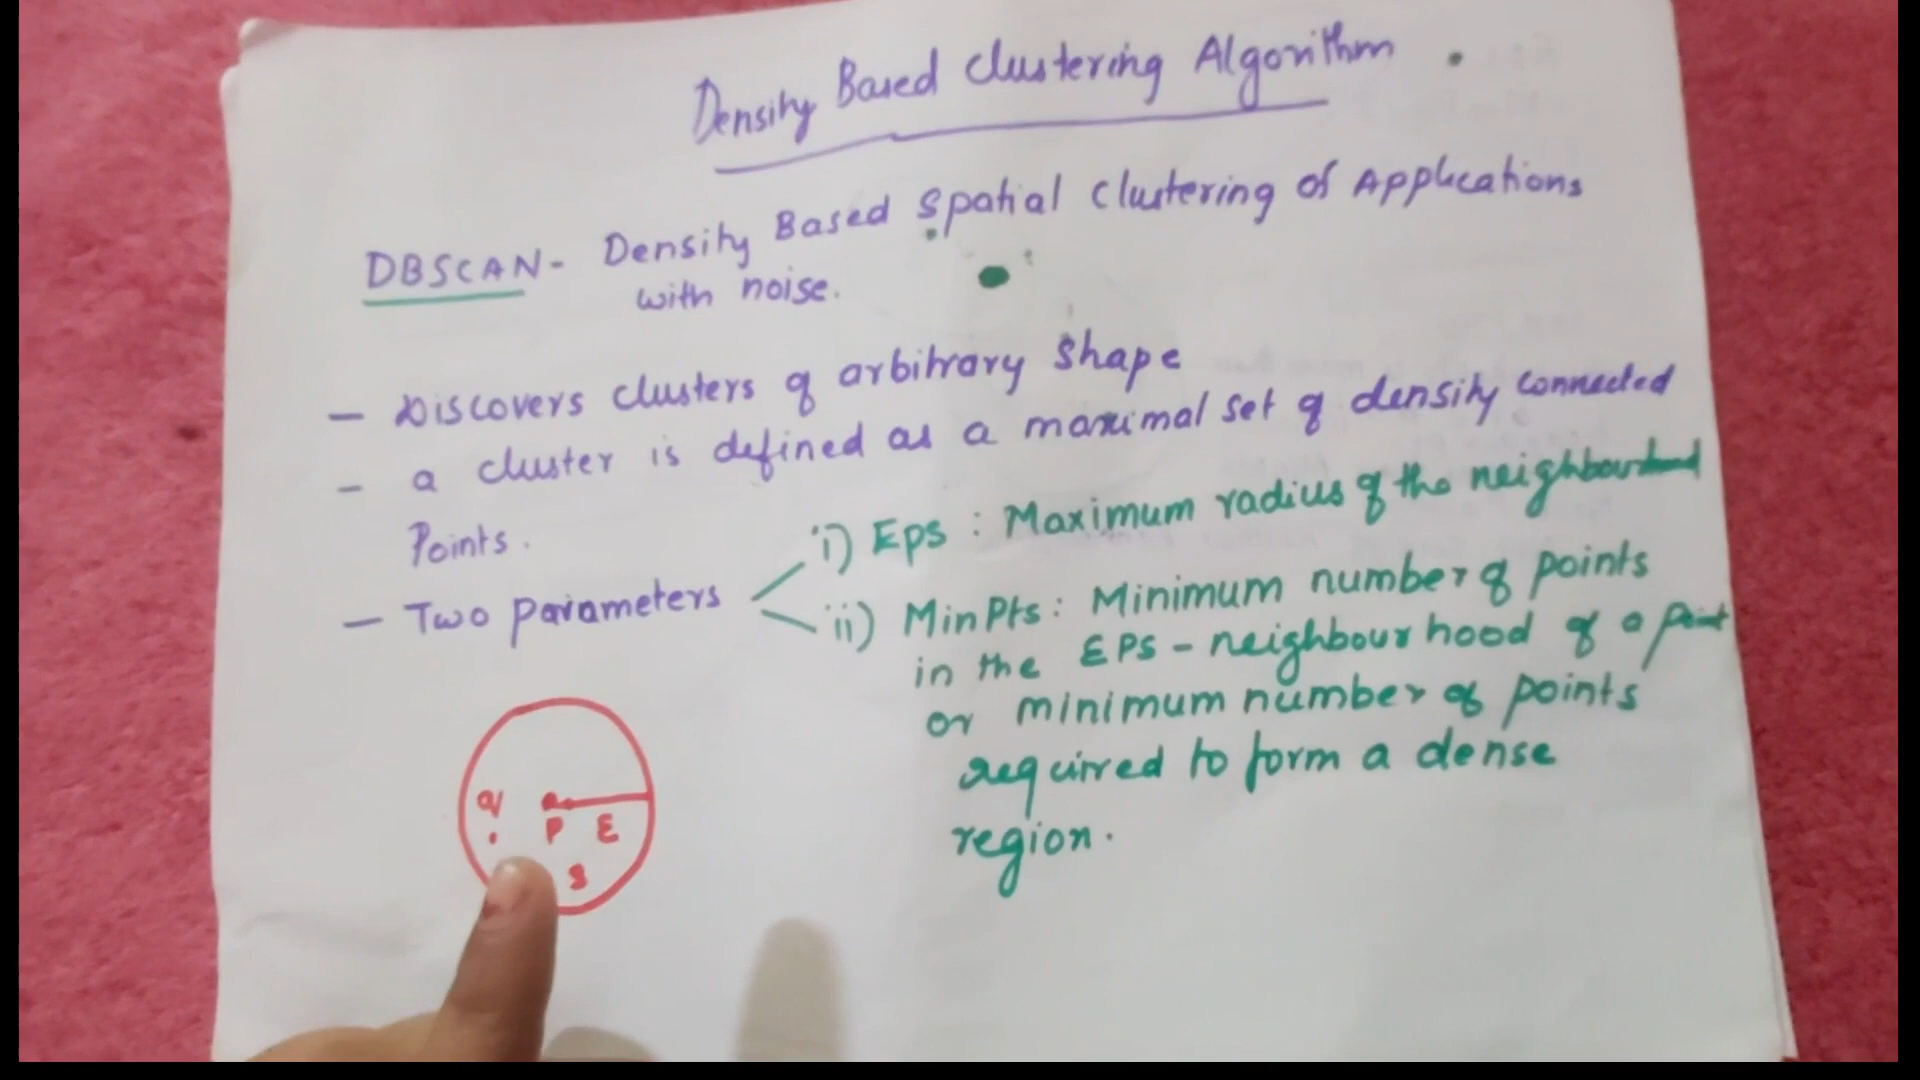 Density Based Clustering Algorithm
DBSCAN - Density Based Spatial Clustering of Applications
with noise.
- Discovers clusters of arbitrary shape
- a cluster is defined as a maximal set of density connected
Points.
- Two parameters
i) Eps : Maximum radius of the neighbourhood
ii) MinPts : Minimum number of points
in the EPS - neighbourhood of a point
or minimum number of points
required to form a dense
region.
q
P E
S